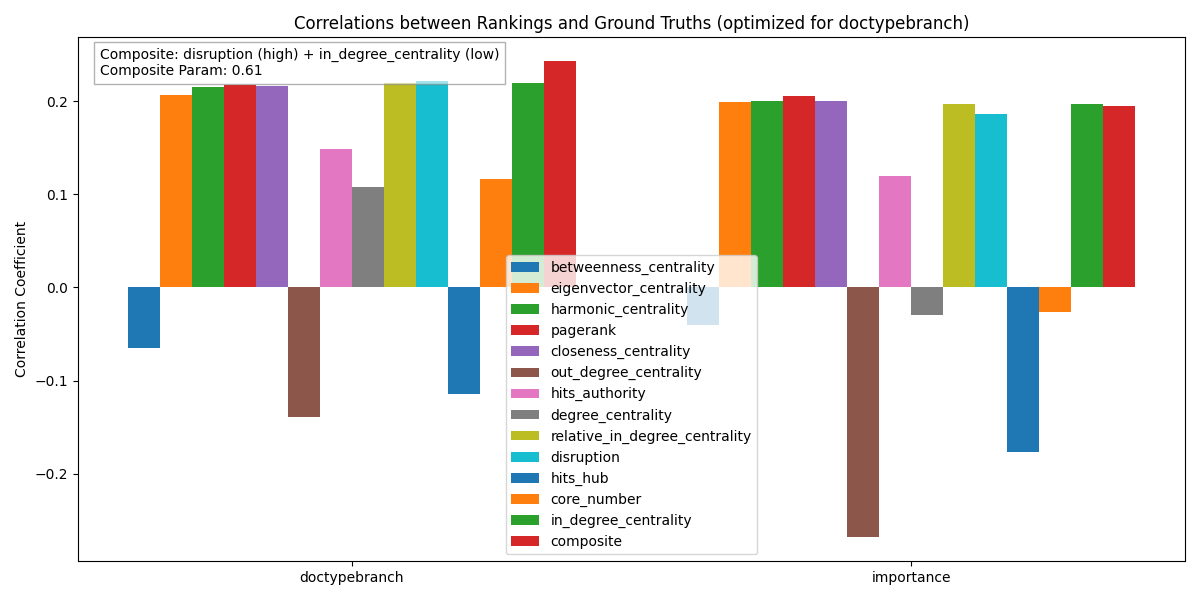 Correlations between Rankings and Ground Truths (optimized for doctypebranch)
Composite: disruption (high) + in_degree_centrality (low)
Composite Param: 0.61
Correlation Coefficient
0.2
0.1
0.0
−0.1
−0.2
betweenness_centrality
eigenvector_centrality
harmonic_centrality
pagerank
closeness_centrality
out_degree_centrality
hits_authority
degree_centrality
relative_in_degree_centrality
disruption
hits_hub
core_number
in_degree_centrality
composite
doctypebranch
importance